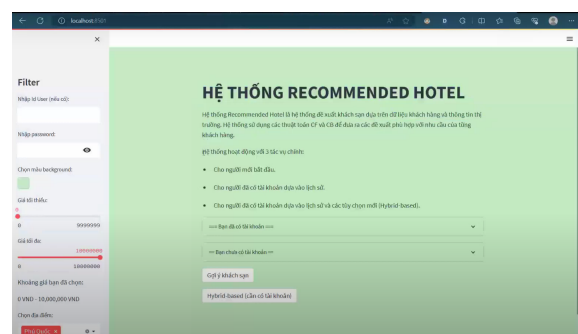 localhost:8501
Filter
Nhập Id User (nếu có):
Nhập password:
Chọn màu background:
Giá tối thiểu:
0
0 9999999
Giá tối đa:
10000000
0 10000000
Khoảng giá bạn đã chọn:
0 VND - 10,000,000 VND
Chọn địa điểm:
Phú Quốc
HỆ THỐNG RECOMMENDED HOTEL
Hệ thống Recommended Hotel là hệ thống đề xuất khách sạn dựa trên dữ liệu khách hàng và thông tin thị
trường. Hệ thống sử dụng các thuật toán CF và CB để đưa ra các đề xuất phù hợp với nhu cầu của từng
khách hàng.
Hệ thống hoạt động với 3 tác vụ chính:
Cho người mới bắt đầu.
Cho người đã có tài khoản dựa vào lịch sử.
Cho người đã có tài khoản dựa vào lịch sử và các tùy chọn mới (Hybrid-based).
=== Bạn đã có tài khoản ===
== Bạn chưa có tài khoản ==
Gợi ý khách sạn
Hybrid-based (cần có tài khoản)